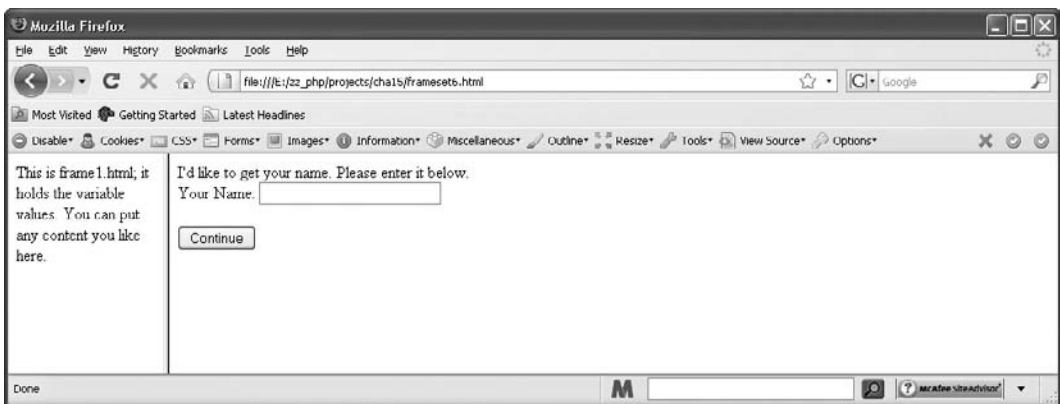 Mozilla Firefox
File Edit View History Bookmarks Tools Help
file:///E:/zz_php/projects/cha15/frameset6.html
G Google
Most Visited Getting Started Latest Headlines
Disable Cookies CSS Forms Images Information Miscellaneous Outline Resize Tools View Source Options
This is frame1.html; it
holds the variable
values. You can put
any content you like
here.
I'd like to get your name. Please enter it below.
Your Name:
Continue
Done
M
? McAfee SiteAdvisor